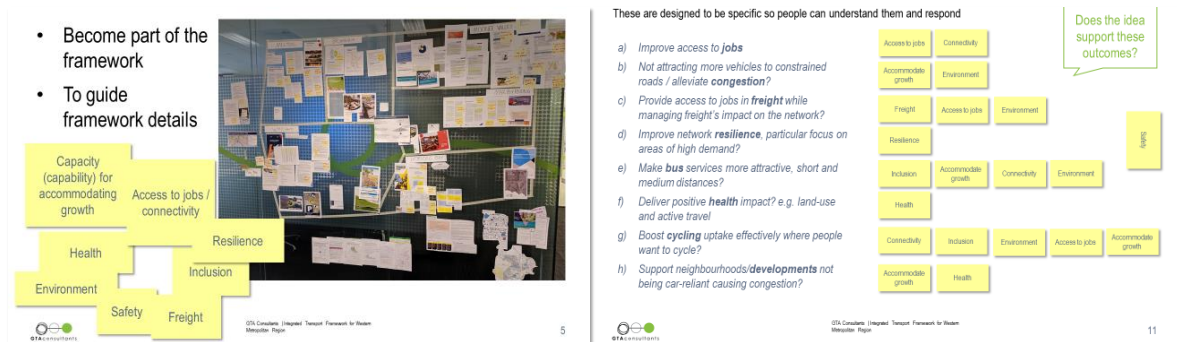 • Become part of the
framework
• To guide
framework details
Capacity
(capability) for
accommodating
growth
Access to jobs /
connectivity
Resilience
Health
Inclusion
Environment
Safety
Freight
GTAconsultants
GTA Consultants | Integrated Transport Framework for Western
Metropolitan Region
5
These are designed to be specific so people can understand them and respond
Does the idea
support these
outcomes?
a) Improve access to jobs
Access to jobs
Connectivity
b) Not attracting more vehicles to constrained
roads / alleviate congestion?
Accommodate
growth
Environment
c) Provide access to jobs in freight while
managing freight's impact on the network?
Freight
Access to jobs
Environment
Safety
d) Improve network resilience, particular focus on
areas of high demand?
Resilience
e) Make bus services more attractive, short and
medium distances?
Inclusion
Accommodate
growth
Connectivity
Environment
f) Deliver positive health impact? e.g. land-use
and active travel
Health
g) Boost cycling uptake effectively where people
want to cycle?
Connectivity
Inclusion
Environment
Access to jobs
Accommodate
growth
h) Support neighbourhoods/developments not
being car-reliant causing congestion?
Accommodate
growth
Health
GTAconsultants
GTA Consultants | Integrated Transport Framework for Western
Metropolitan Region
11